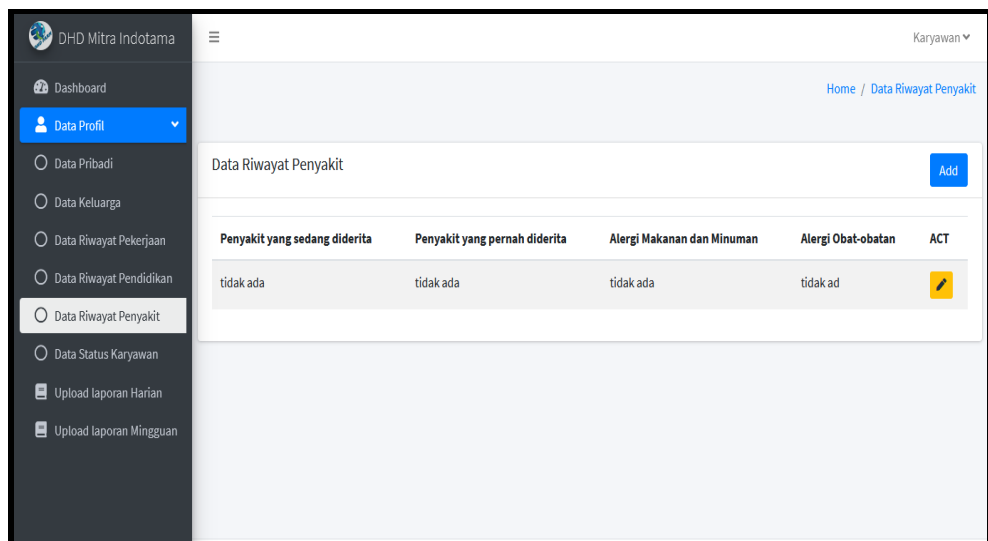 DHD Mitra Indotama
Karyawan
Dashboard
Home / Data Riwayat Penyakit
Data Profil
Data Pribadi
Data Keluarga
Data Riwayat Pekerjaan
Data Riwayat Pendidikan
Data Riwayat Penyakit
Data Status Karyawan
Upload laporan Harian
Upload laporan Mingguan
Data Riwayat Penyakit
Add
Penyakit yang sedang diderita Penyakit yang pernah diderita Alergi Makanan dan Minuman Alergi Obat-obatan ACT
tidak ada tidak ada tidak ada tidak ad